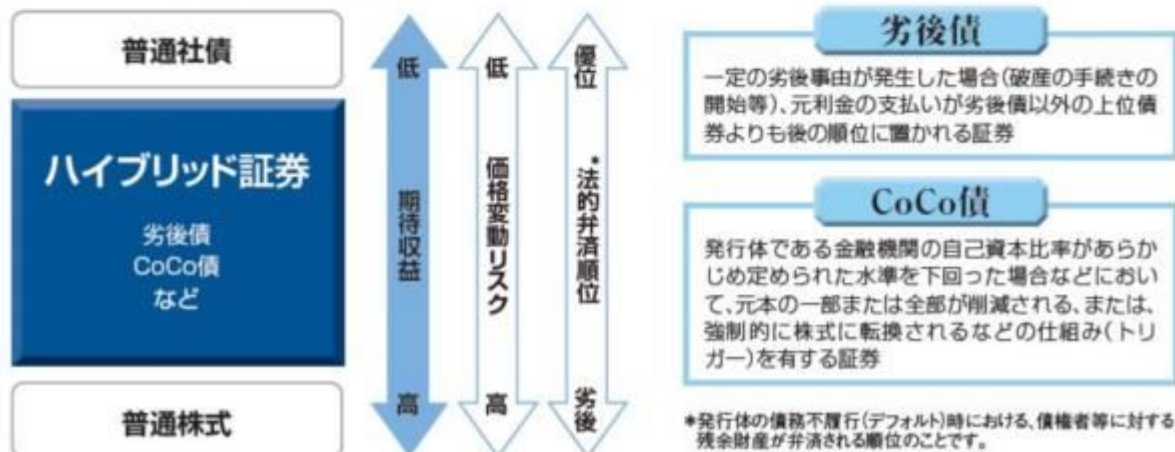 普通社債
ハイブリッド証券
劣後債
CoCo債
など
普通株式
低
期待収益
高
低
価格変動リスク
高
優位
*法的弁済順位
劣後
劣後債
一定の劣後事由が発生した場合(破産の手続きの
開始等)、元利金の支払いが劣後債以外の上位債
券よりも後の順位に置かれる証券
CoCo債
発行体である金融機関の自己資本比率があらか
じめ定められた水準を下回った場合などにおい
て、元本の一部または全部が削減される、または、
強制的に株式に転換されるなどの仕組み(トリ
ガー)を有する証券
*発行体の債務不履行(デフォルト)時における、債権者等に対する
残余財産が弁済される順位のことです。